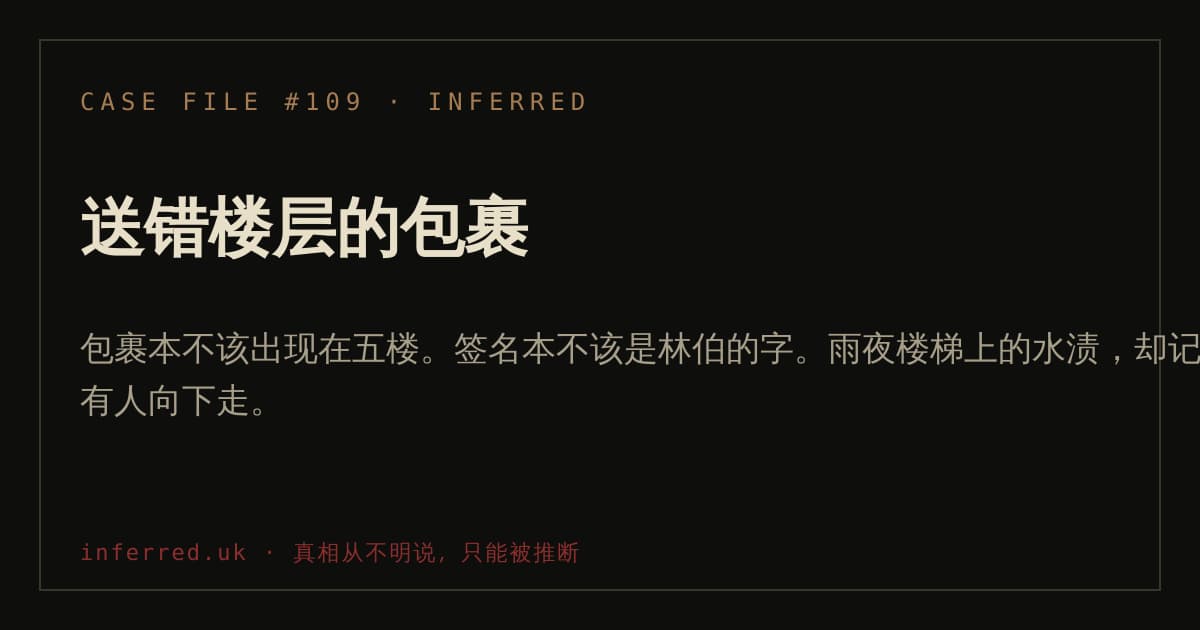 CASE FILE #109 · INFERRED
送错楼层的包裹
包裹本不该出现在五楼。签名本不该是林伯的字。雨夜楼梯上的水渍，却记
有人向下走。
inferred.uk · 真相从不明说，只能被推断